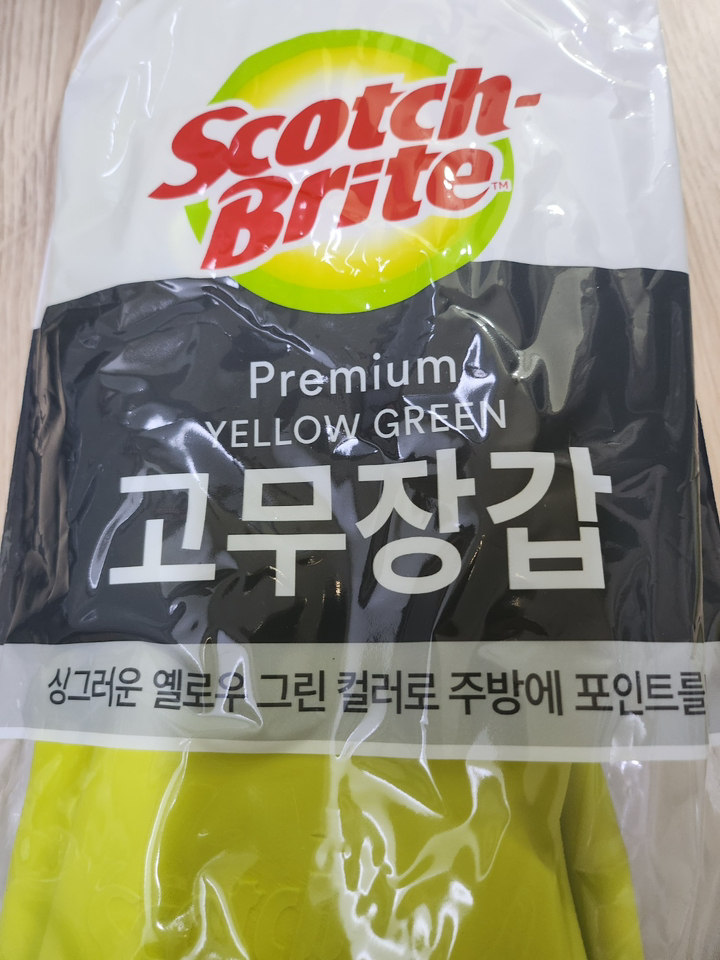 Scotch-
Brite™
Premium
YELLOW GREEN
고무장갑
싱그러운 옐로우 그린 컬러로 주방에 포인트를